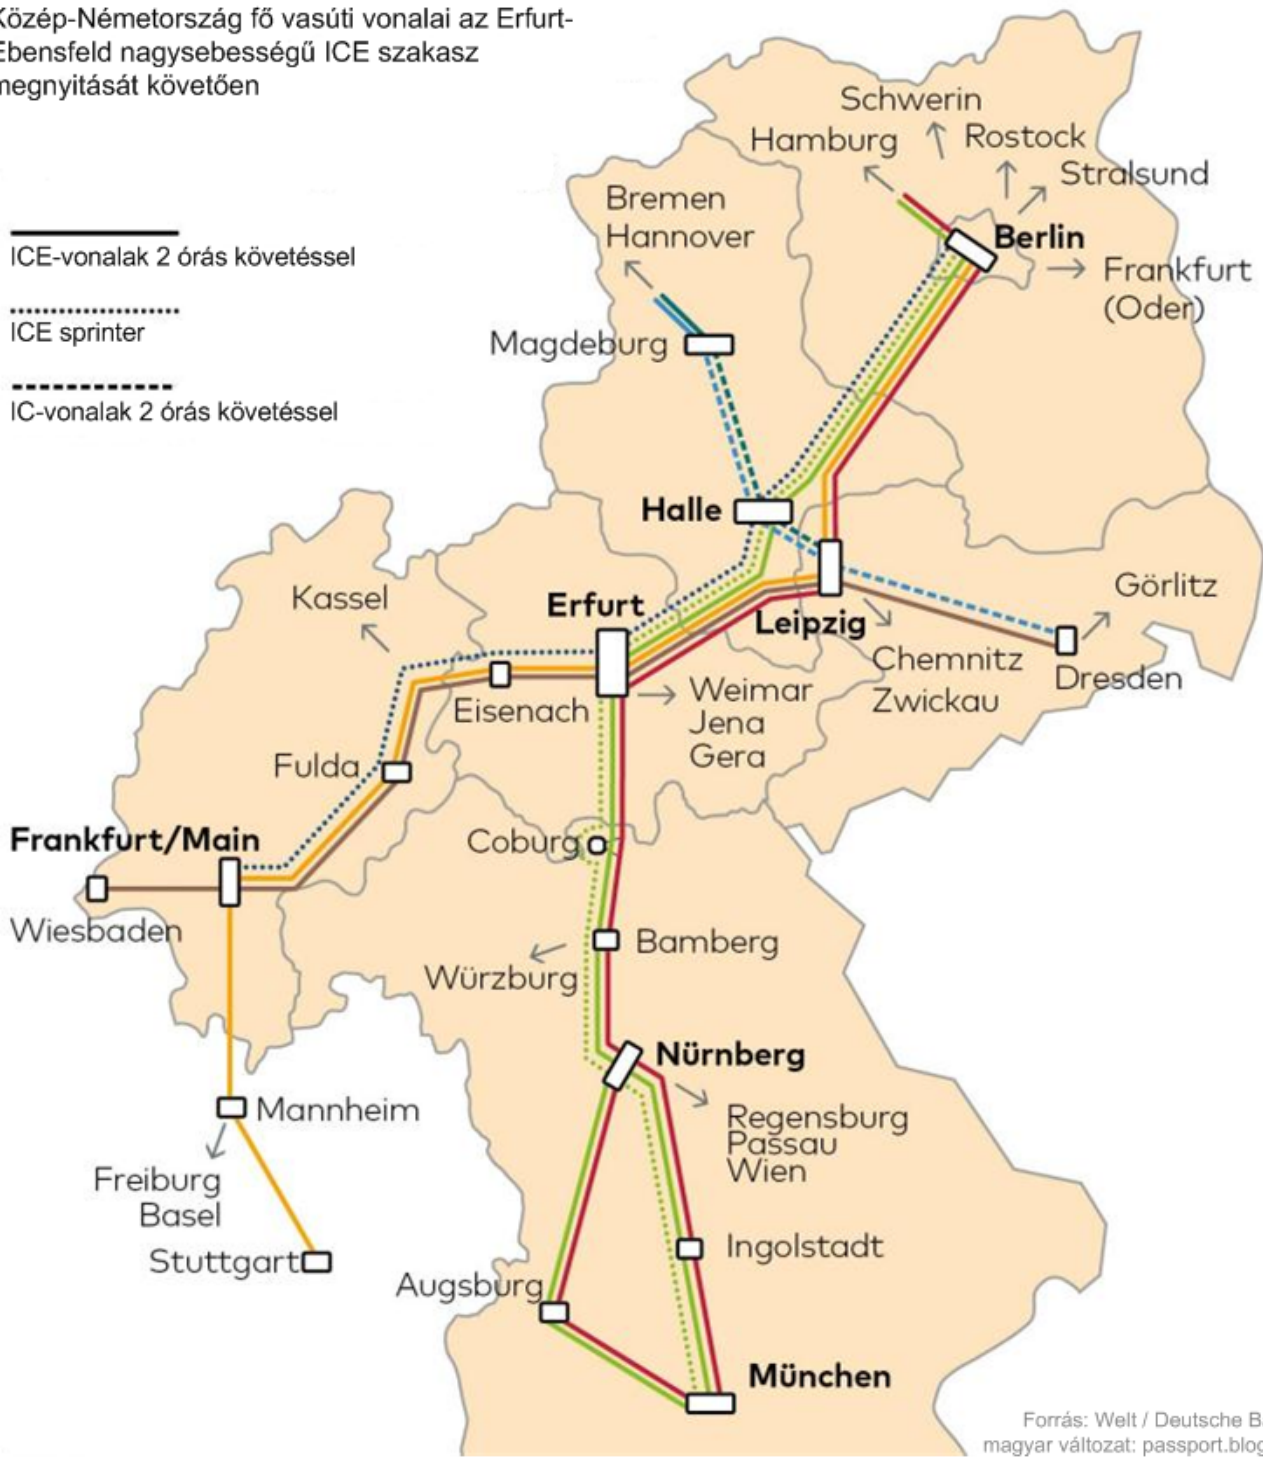 Közép-Németország fő vasúti vonalai az Erfurt-
Ebensfeld nagysebességű ICE szakasz
megnyitását követően
ICE-vonalak 2 órás követéssel
ICE sprinter
IC-vonalak 2 órás követéssel
Schwerin
Hamburg
Rostock
Stralsund
Bremen
Hannover
Berlin
Frankfurt
(Oder)
Magdeburg
Halle
Kassel
Erfurt
Leipzig
Görlitz
Chemnitz
Zwickau
Dresden
Eisenach
Weimar
Jena
Gera
Fulda
Frankfurt/Main
Coburg
Wiesbaden
Bamberg
Würzburg
Nürnberg
Mannheim
Regensburg
Passau
Wien
Freiburg
Basel
Stuttgart
Ingolstadt
Augsburg
München
Forrás: Welt / Deutsche
magyar változat: passport.blog